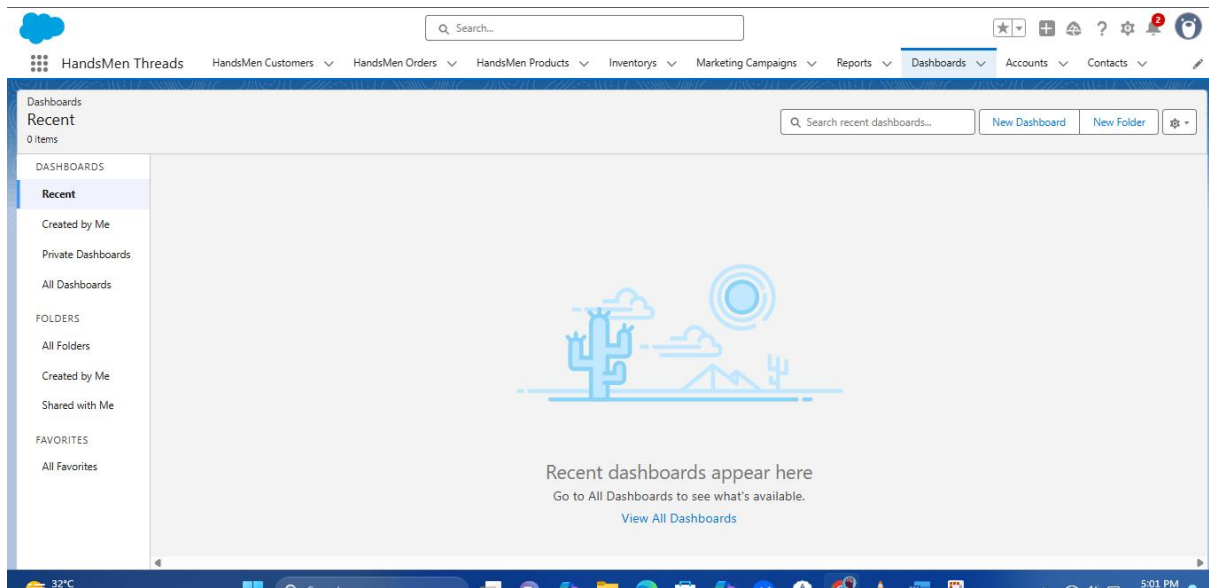 Search...
2
HandsMen Threads HandsMen Customers HandsMen Orders HandsMen Products Inventorys Marketing Campaigns Reports Dashboards Accounts Contacts
Dashboards
Recent
0 items
Search recent dashboards...
New Dashboard
New Folder
DASHBOARDS
Recent
Created by Me
Private Dashboards
All Dashboards
FOLDERS
All Folders
Created by Me
Shared with Me
FAVORITES
All Favorites
Recent dashboards appear here
Go to All Dashboards to see what's available.
View All Dashboards
32°C
5:01 PM